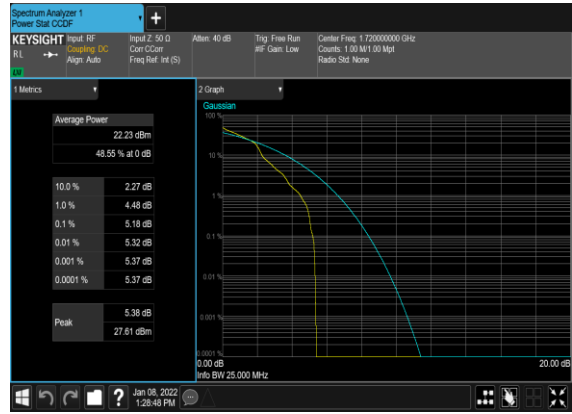 Spectrum Analyzer 1
Power Stat CCDF
KEYSIGHT
R L
Input: RF
Coupling: DC
Align: Auto
Input Z: 50 Ω
Corr CCorr
Freq Ref: Int (S)
Atten: 40 dB
Trig: Free Run
#IF Gain: Low
Center Freq: 1.720000000 GHz
Counts: 1.00 M/1.00 Mpt
Radio Std: None
1 Metrics
Average Power
22.23 dBm
48.55 % at 0 dB
10.0 % 2.27 dB
1.0 % 4.48 dB
0.1 % 5.18 dB
0.01 % 5.32 dB
0.001 % 5.37 dB
0.0001 % 5.37 dB
Peak
5.38 dB
27.61 dBm
2 Graph
Gaussian
100 %
10 %
1 %
0.1 %
0.01 %
0.001 %
0.0001 %
0.00 dB 20.00 dB
Info BW 25.000 MHz
Jan 08, 2022
1:28:48 PM